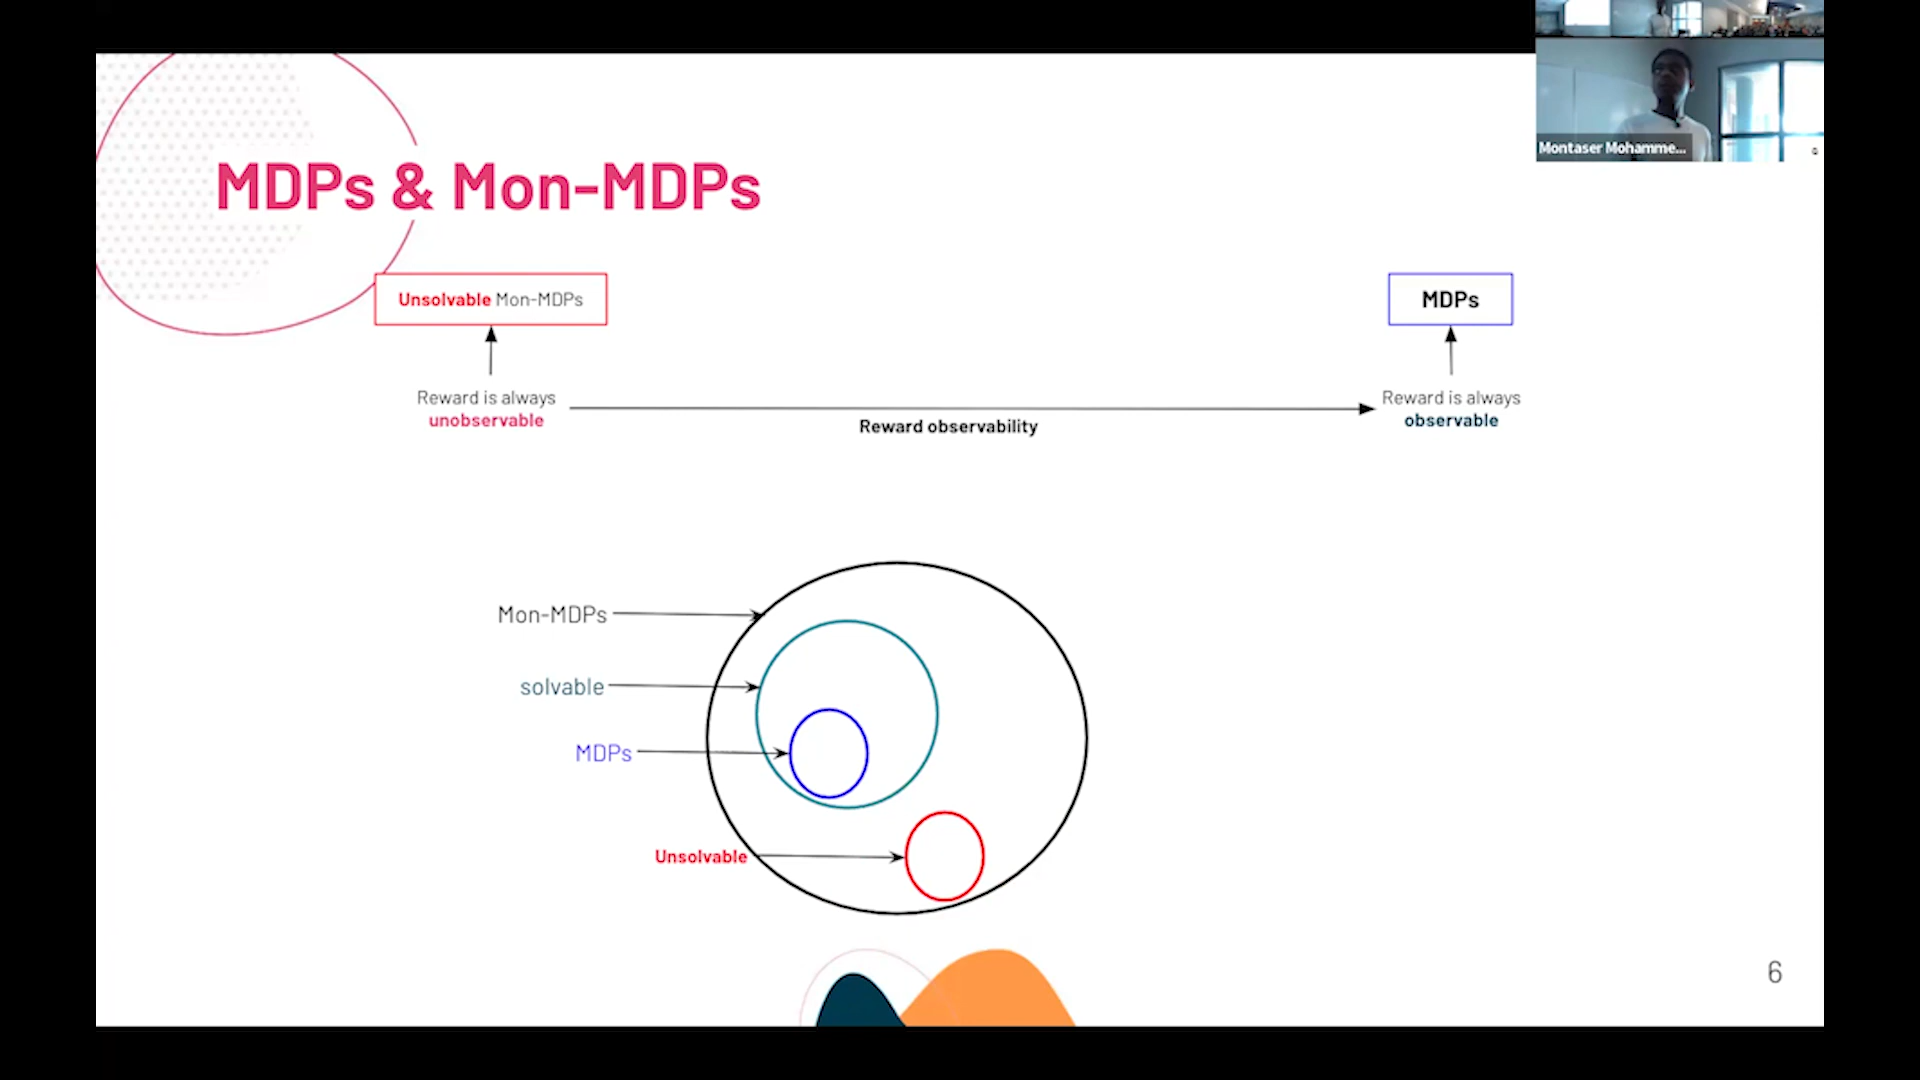 Montaser Mohamme...
MDPs & Mon-MDPs
Unsolvable Mon-MDPs
MDPs
Reward is always
unobservable
Reward observability
Reward is always
observable
Mon-MDPs
solvable
MDPs
Unsolvable
6